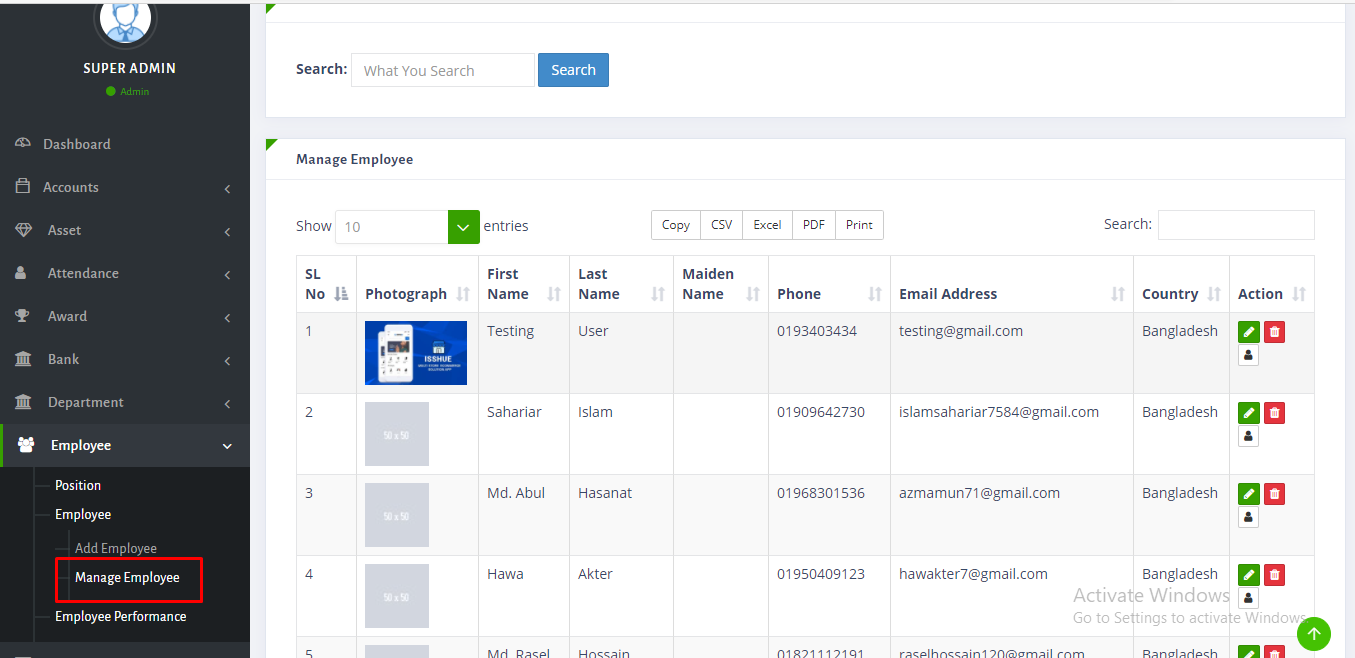 SUPER ADMIN
Admin
Dashboard
Accounts
Asset
Attendance
Award
Bank
Department
Employee
Position
Employee
Add Employee
Manage Employee
Employee Performance
Search: What You Search Search
Manage Employee
Show 10 entries Copy CSV Excel PDF Print Search:
SL No Photograph First Name Last Name Maiden Name Phone Email Address Country Action
1 ISSHUE Testing User 0193403434 testing@gmail.com Bangladesh
2 50 x 50 Sahariar Islam 01909642730 islamsahariar7584@gmail.com Bangladesh
3 50 x 50 Md. Abul Hasanat 01968301536 azmamun71@gmail.com Bangladesh
4 50 x 50 Hawa Akter 01950409123 hawakter7@gmail.com Bangladesh
5 Md. Rasel Hossain 01821112191 raselhossain120@gmail.com Bangladesh
Activate Windows
Go to Settings to activate Windows.